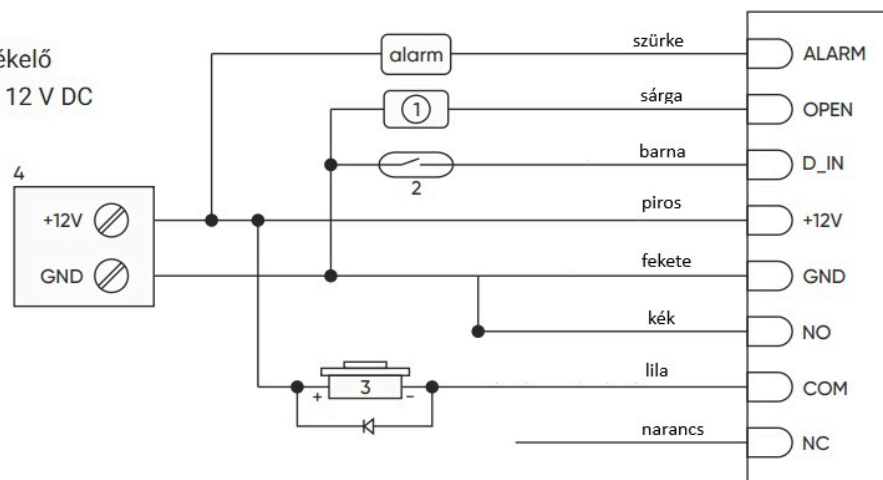 12 V DC
alarm
szürke
ALARM
1
sárga
OPEN
2
barna
D_IN
4
+12V
piros
+12V
GND
fekete
GND
kék
NO
+ 3 -
lila
COM
narancs
NC